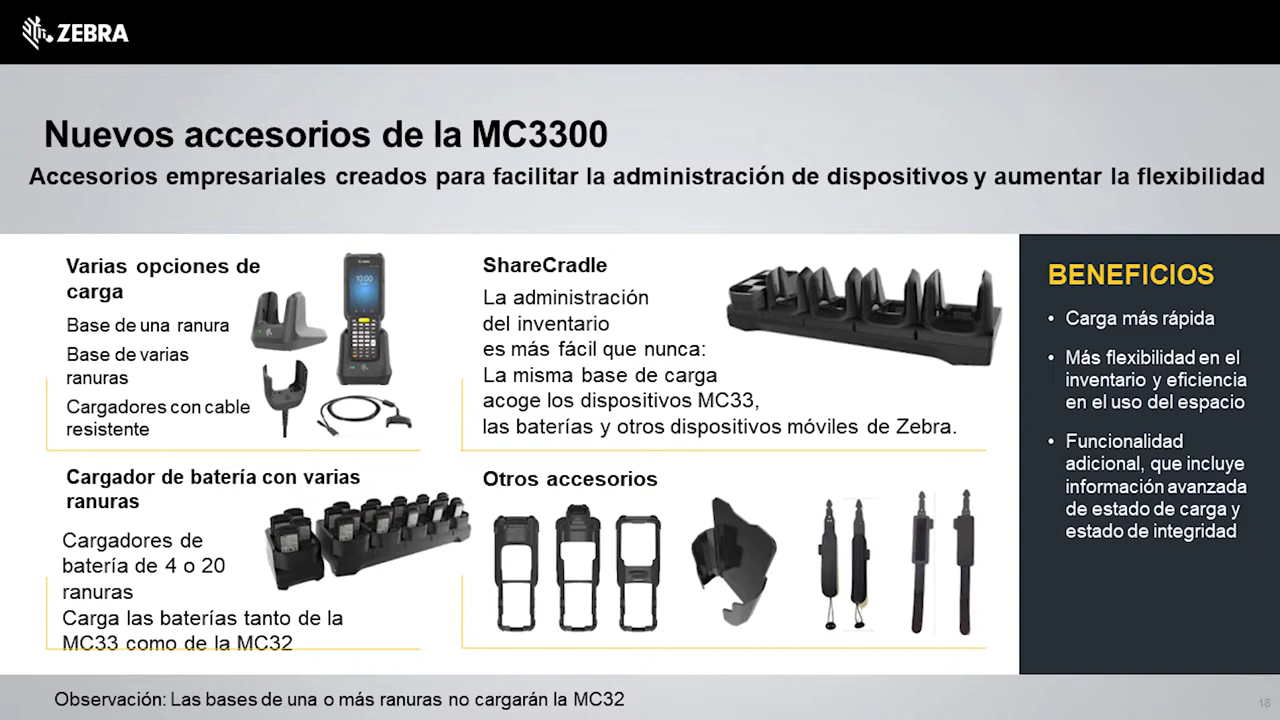 ZEBRA
Nuevos accesorios de la MC3300
Accesorios empresariales creados para facilitar la administración de dispositivos y aumentar la flexibilidad
Varias opciones de
carga
Base de una ranura
Base de varias
ranuras
Cargadores con cable
resistente
10:00
ShareCradle
La administración
del inventario
es más fácil que nunca:
La misma base de carga
acoge los dispositivos MC33,
las baterías y otros dispositivos móviles de Zebra.
Cargador de batería con varias
ranuras
Cargadores de
batería de 4 o 20
ranuras
Carga las baterías tanto de la
MC33 como de la MC32
Otros accesorios
BENEFICIOS
• Carga más rápida
• Más flexibilidad en el
inventario y eficiencia
en el uso del espacio
• Funcionalidad
adicional, que incluye
información avanzada
de estado de carga y
estado de integridad
Observación: Las bases de una o más ranuras no cargarán la MC32
18